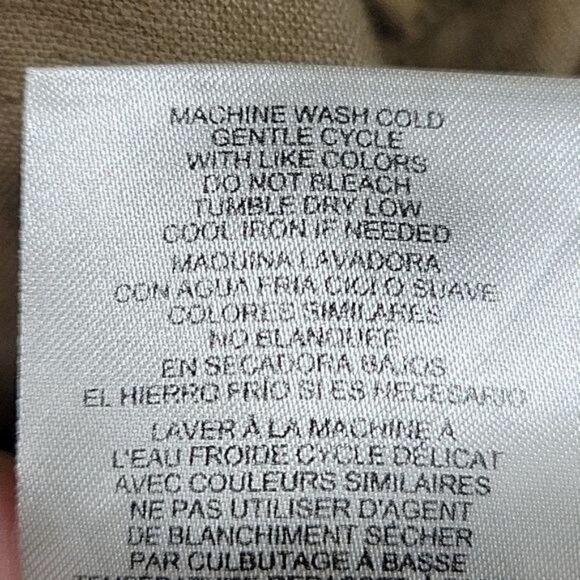 MACHINE WASH COLD
GENTLE CYCLE
WITH LIKE COLORS
DO NOT BLEACH
TUMBLE DRY LOW
COOL IRON IF NEEDED
MAQUINA LAVADORA
CON AGUA FRIA CICLO SUAVE
COLORES SIMILARES
NO BLANQUEE
EN SECADORA BAJOS
EL HIERRO FRIO SI ES NECESARIO
LAVER À LA MACHINE À
L'EAU FROIDE CYCLE DÉLICAT
AVEC COULEURS SIMILAIRES
NE PAS UTILISER D'AGENT
DE BLANCHIMENT SÉCHER
PAR CULBUTAGE À BASSE